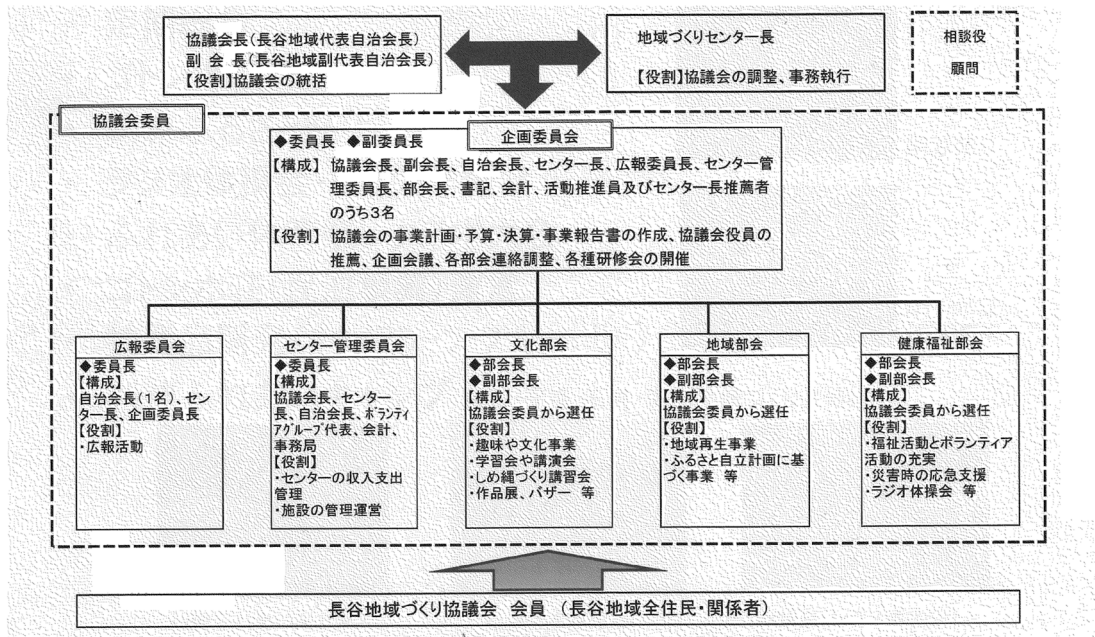 協議会長(長谷地域代表自治会長)
副 会 長(長谷地域副代表自治会長)
【役割】協議会の統括
地域づくりセンター長
【役割】協議会の調整、事務執行
相談役
顧問
協議会委員
企画委員会
◆委員長 ◆副委員長
【構成】 協議会長、副会長、自治会長、センター長、広報委員長、センター管
理委員長、部会長、書記、会計、活動推進員及びセンター長推薦者
のうち3名
【役割】 協議会の事業計画・予算・決算・事業報告書の作成、協議会役員の
推薦、企画会議、各部会連絡調整、各種研修会の開催
広報委員会
◆委員長
【構成】
自治会長(1名)、セン
ター長、企画委員長
【役割】
・広報活動
センター管理委員会
◆委員長
【構成】
協議会長、センター
長、自治会長、ボランティ
アグループ代表、会計、
事務局
【役割】
・センターの収入支出
管理
・施設の管理運営
文化部会
◆部会長
◆副部会長
【構成】
協議会委員から選任
【役割】
・趣味や文化事業
・学習会や講演会
・しめ縄づくり講習会
・作品展、バザー 等
地域部会
◆部会長
◆副部会長
【構成】
協議会委員から選任
【役割】
・地域再生事業
・ふるさと自立計画に基
づく事業 等
健康福祉部会
◆部会長
◆副部会長
【構成】
協議会委員から選任
【役割】
・福祉活動とボランティア
活動の充実
・災害時の応急支援
・ラジオ体操会 等
長谷地域づくり協議会 会員 (長谷地域全住民・関係者)